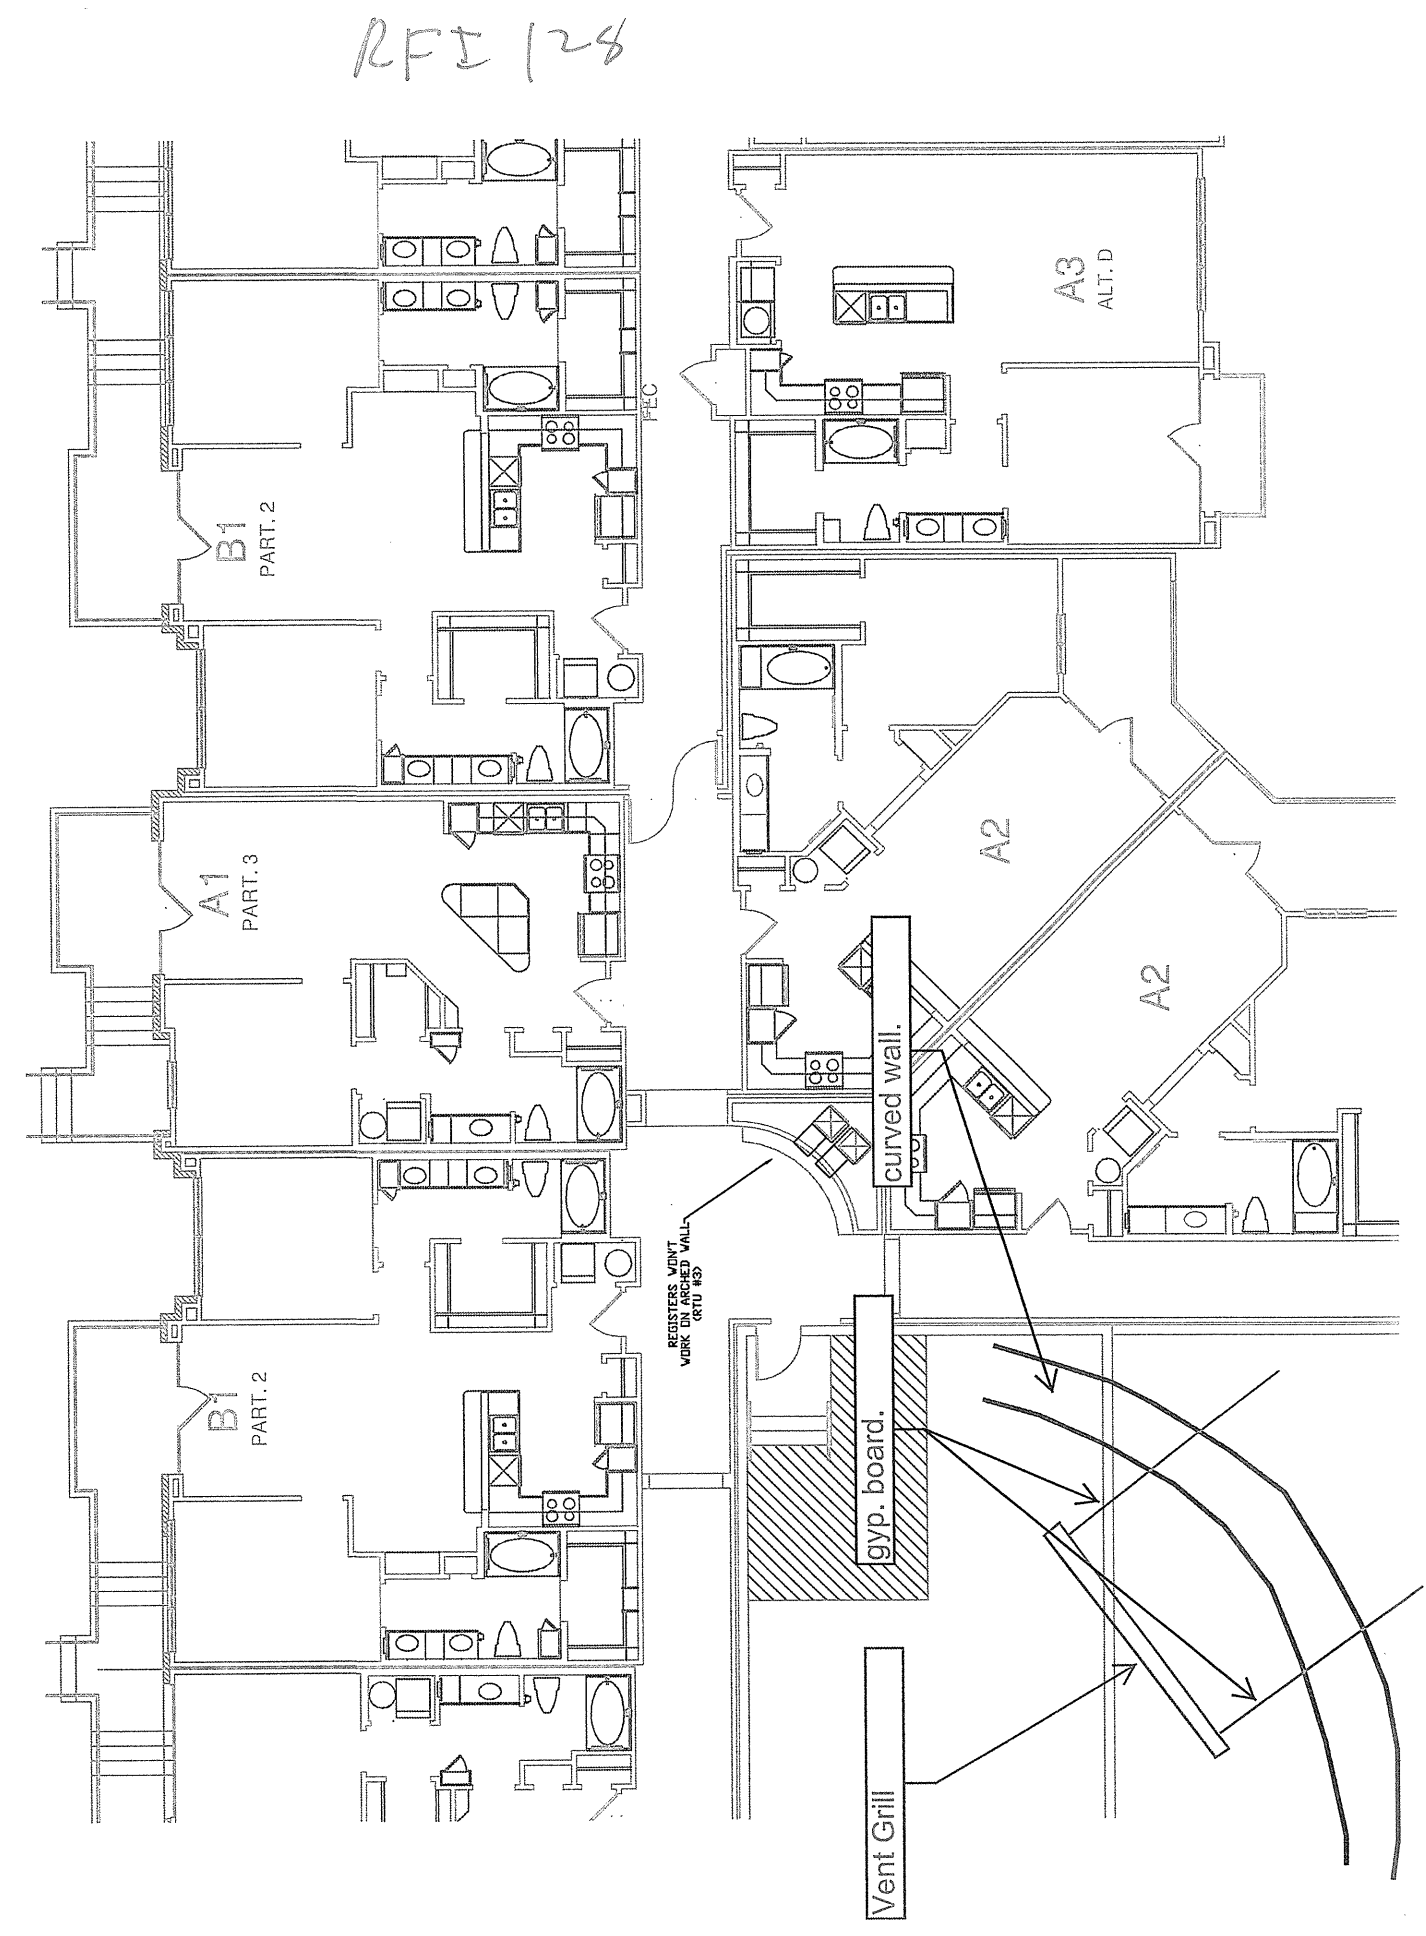 RFI 128
B1
PART. 2
A1
PART. 3
B1
PART. 2
FEC
A3
ALT. D
A2
A2
REGISTERS WON'T
WORK ON ARCHED WALL
(RTU #3)
curved wall.
gyp. board.
Vent Grill